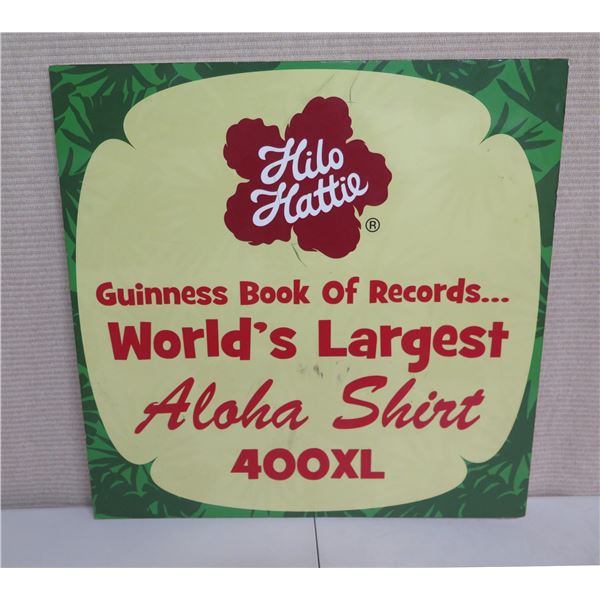 Hilo
Hattie
®
Guinness Book Of Records...
World's Largest
Aloha Shirt
400XL